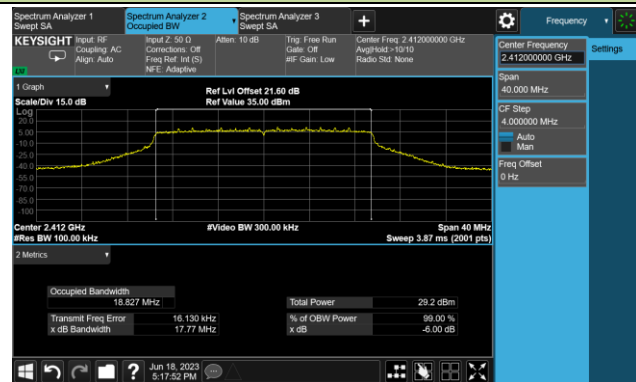 Spectrum Analyzer 1
Swept SA
Spectrum Analyzer 2
Occupied BW
Spectrum Analyzer 3
Swept SA
+
Frequency
KEYSIGHT
Input: RF
Coupling: AC
Align: Auto
Input Z: 50 Ω
Corrections: Off
Freq Ref: Int (S)
NFE: Adaptive
Atten: 10 dB
Trig: Free Run
Gate: Off
#IF Gain: Low
Center Freq: 2.412000000 GHz
Avg|Hold:>10/10
Radio Std: None
Center Frequency
2.412000000 GHz
Settings
Span
40.000 MHz
CF Step
4.000000 MHz
Auto
Man
Freq Offset
0 Hz
1 Graph
Scale/Div 15.0 dB
Ref Lvl Offset 21.60 dB
Ref Value 35.00 dBm
Log
20.0
5.00
-10.0
-25.0
-40.0
-55.0
-70.0
-85.0
-100
Center 2.412 GHz
#Res BW 100.00 kHz
#Video BW 300.00 kHz
Span 40 MHz
Sweep 3.87 ms (2001 pts)
2 Metrics
Occupied Bandwidth
18.827 MHz
Total Power 29.2 dBm
Transmit Freq Error 16.130 kHz
% of OBW Power 99.00 %
x dB Bandwidth 17.77 MHz
x dB -6.00 dB
?
Jun 18, 2023
5:17:52 PM